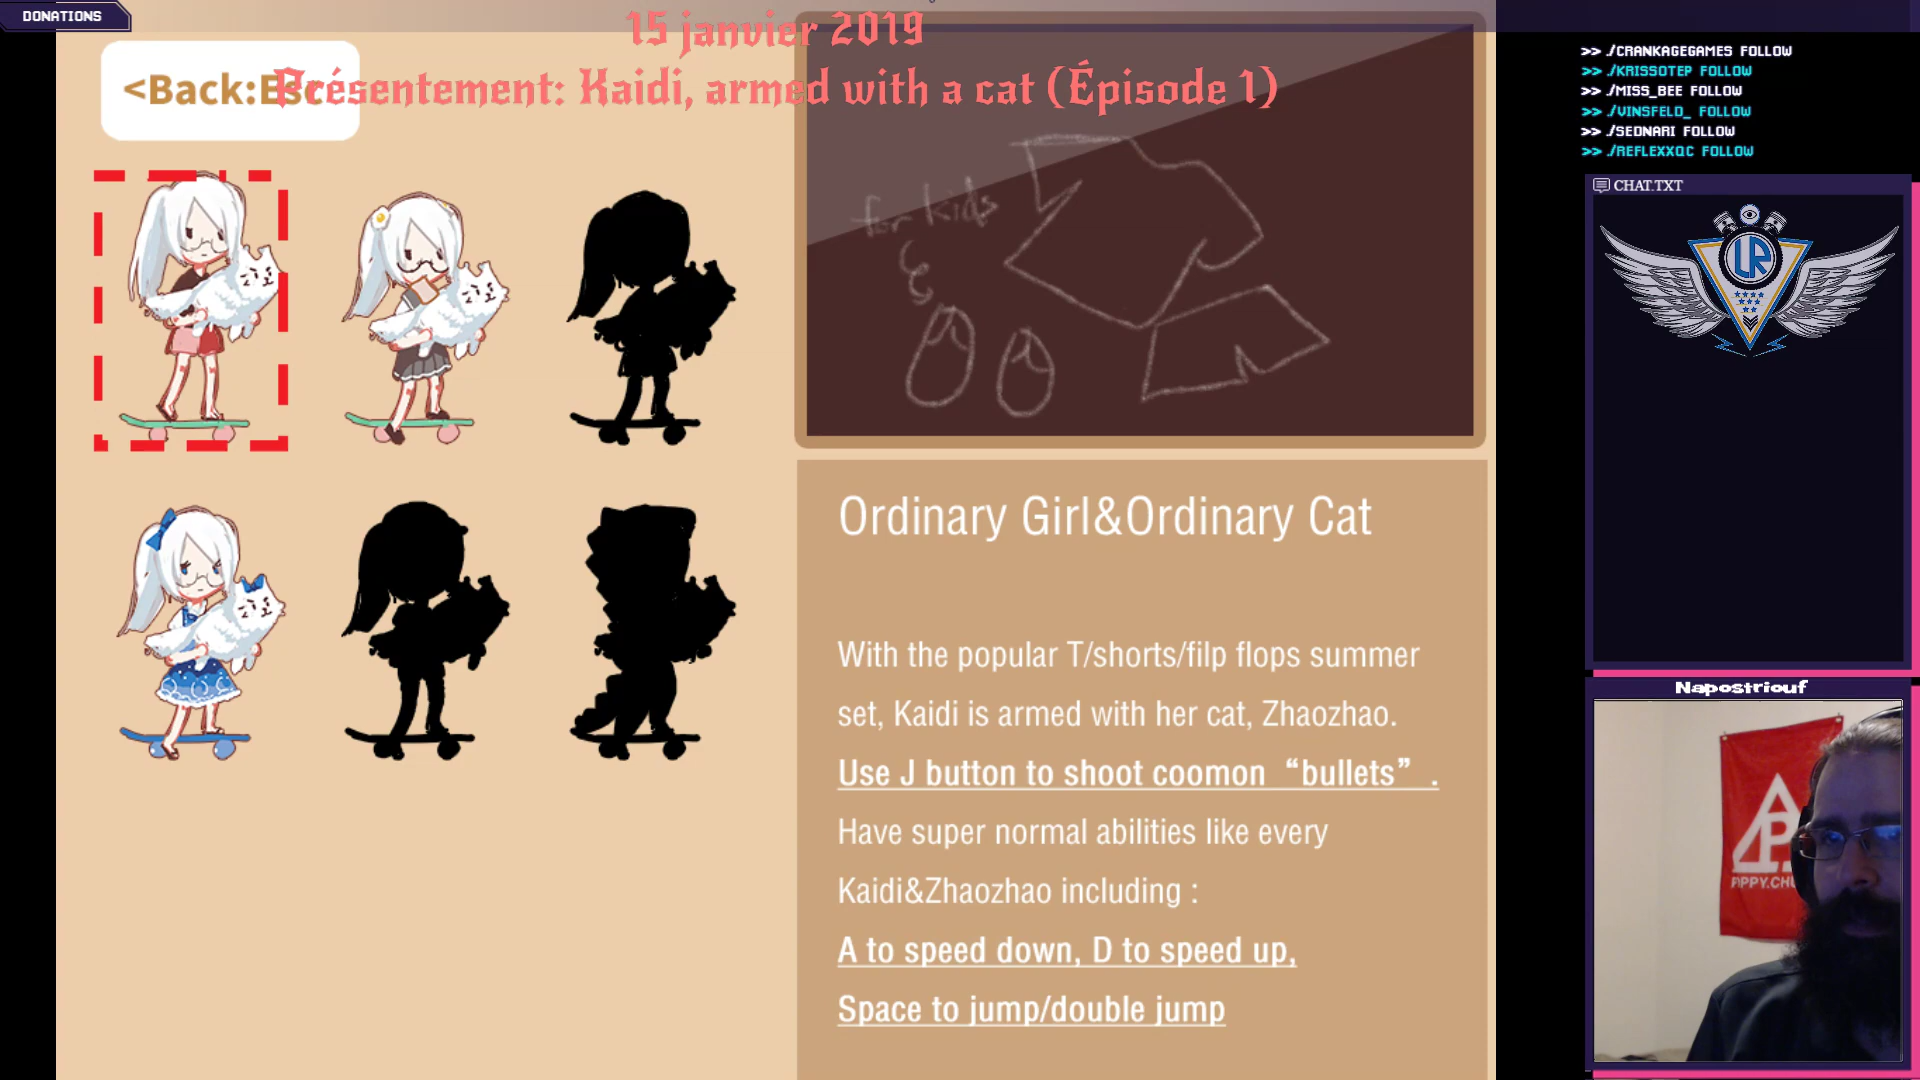 DONATIONS
15 janvier 2019
Présentement: Kaidi, armed with a cat (Épisode 1)
<Back:Esc
for kids
Ordinary Girl&Ordinary Cat
With the popular T/shorts/filp flops summer
set, Kaidi is armed with her cat, Zhaozhao.
Use J button to shoot coomon “bullets” .
Have super normal abilities like every
Kaidi&Zhaozhao including :
A to speed down, D to speed up,
Space to jump/double jump
>> ./CRANKAGEGAMES FOLLOW
>> ./KRISSOTEP FOLLOW
>> ./MISS_BEE FOLLOW
>> ./VINSFELD_ FOLLOW
>> ./SEDNARI FOLLOW
>> ./REFLEXXQC FOLLOW
CHAT.TXT
LR
Napostriouf